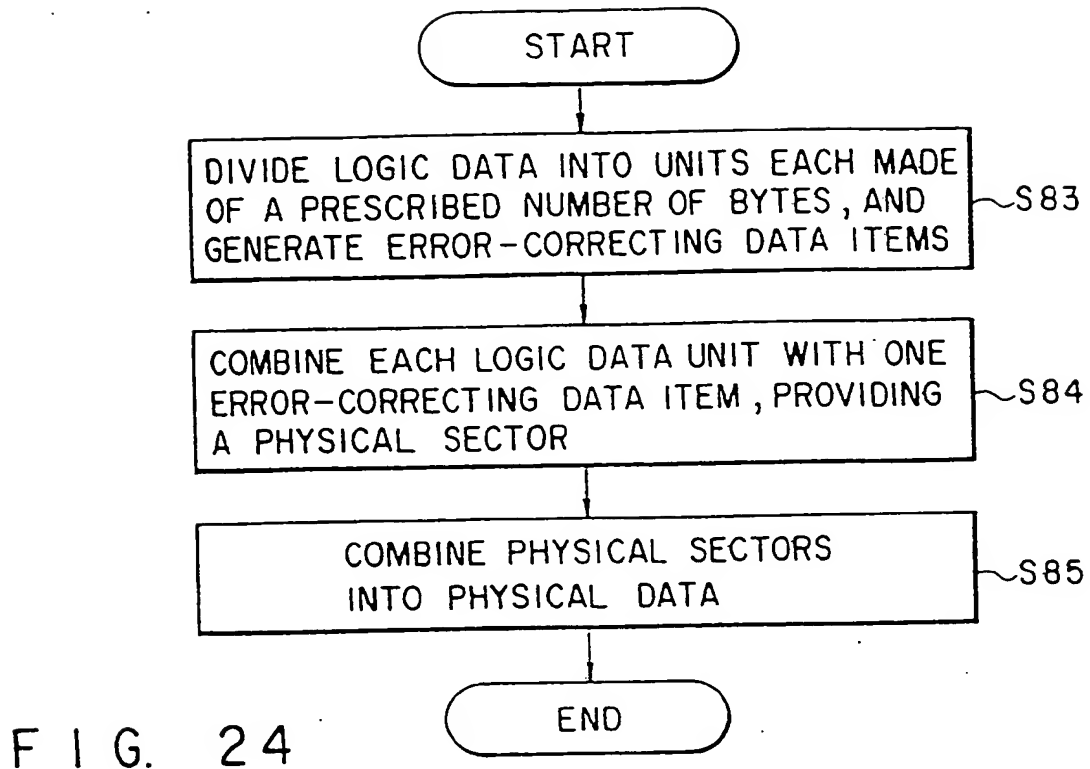 START
DIVIDE LOGIC DATA INTO UNITS EACH MADE
OF A PRESCRIBED NUMBER OF BYTES, AND
GENERATE ERROR-CORRECTING DATA ITEMS
S83
COMBINE EACH LOGIC DATA UNIT WITH ONE
ERROR-CORRECTING DATA ITEM, PROVIDING
A PHYSICAL SECTOR
S84
COMBINE PHYSICAL SECTORS
INTO PHYSICAL DATA
S85
END
FIG. 24